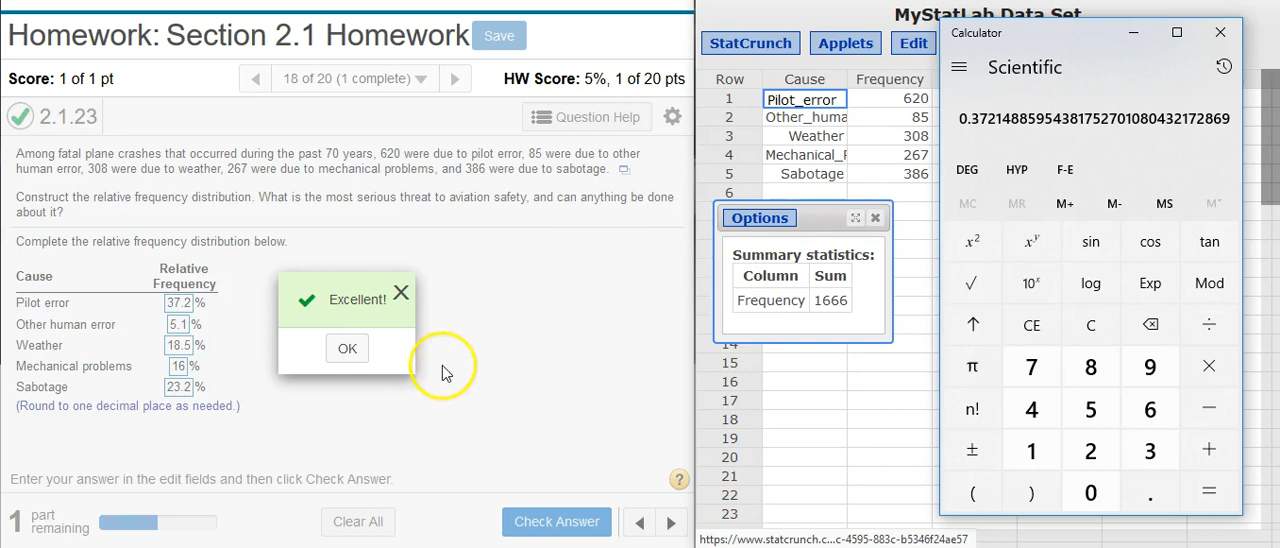 Homework: Section 2.1 Homework
Save
Score: 1 of 1 pt
18 of 20 (1 complete)
HW Score: 5%, 1 of 20 pts
2.1.23
Question Help
Among fatal plane crashes that occurred during the past 70 years, 620 were due to pilot error, 85 were due to other
human error, 308 were due to weather, 267 were due to mechanical problems, and 386 were due to sabotage.
Construct the relative frequency distribution. What is the most serious threat to aviation safety, and can anything be done
about it?
Complete the relative frequency distribution below.
Cause Relative Frequency
Pilot error 37.2 %
Other human error 5.1 %
Weather 18.5 %
Mechanical problems 16 %
Sabotage 23.2 %
(Round to one decimal place as needed.)
Excellent!
OK
Enter your answer in the edit fields and then click Check Answer.
?
1 part remaining
Clear All
Check Answer
MyStatLab Data Set
StatCrunch Applets Edit
Row Cause Frequency
1 Pilot_error 620
2 Other_huma 85
3 Weather 308
4 Mechanical_F 267
5 Sabotage 386
6
Options
Summary statistics:
Column Sum
Frequency 1666
14
15
16
17
18
19
20
21
22
23
https://www.statcrunch.c...c-4595-883c-b5346f24ae57
Calculator
Scientific
0.37214885954381752701080432172869
DEG HYP F-E
MC MR M+ M- MS M˅
x² xʸ sin cos tan
√ 10ˣ log Exp Mod
↑ CE C ⌫ ÷
π 7 8 9 ×
n! 4 5 6 −
± 1 2 3 +
( ) 0 . =